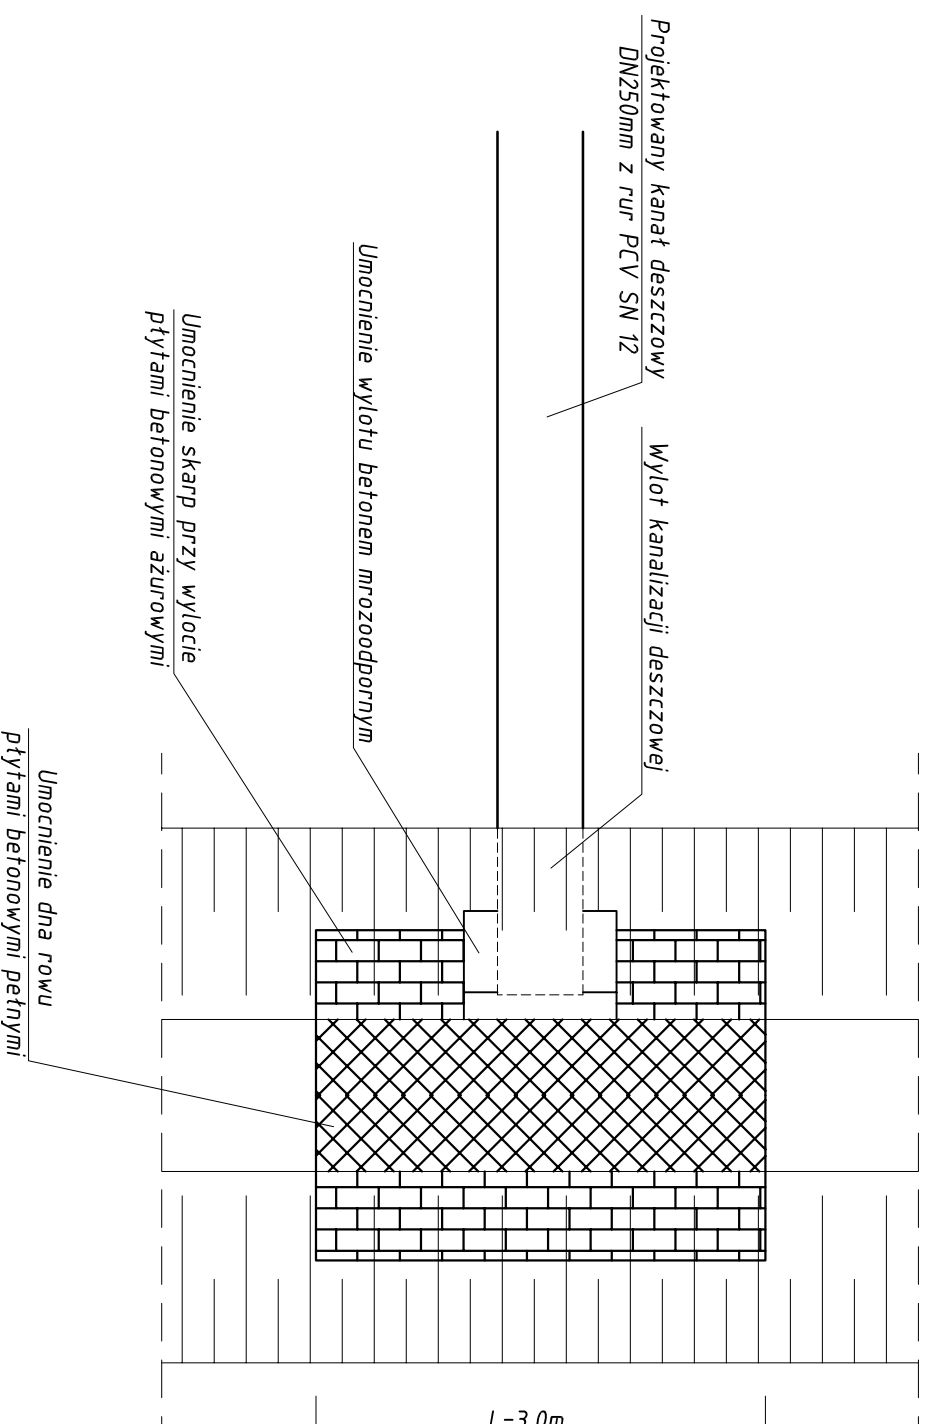 Projektowany kanał deszczowy
DN250mm z rur PCV SN 12
Wylot kanalizacji deszczowej
Umocnienie wylotu betonem mrozoodpornym
Umocnienie skarp przy wylocie
płytami betonowymi ażurowymi
Umocnienie dna rowu
płytami betonowymi pełnymi